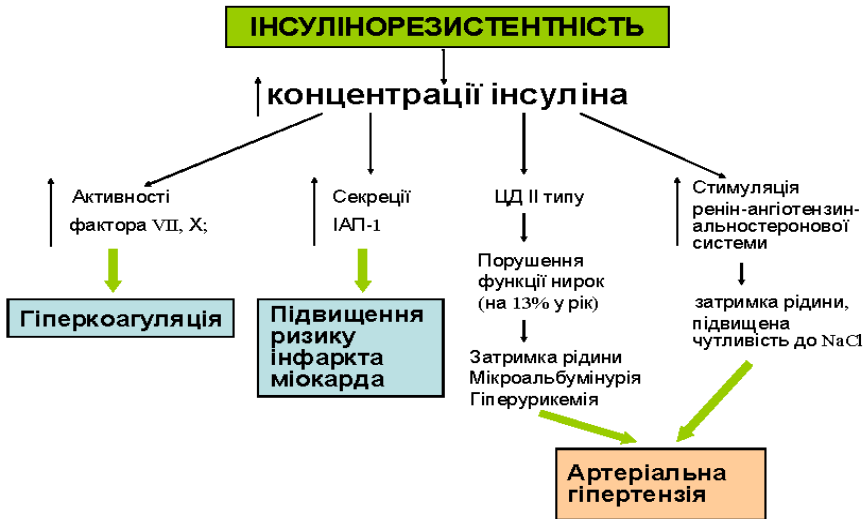 ІНСУЛІНОРЕЗИСТЕНТНІСТЬ
концентрації інсуліна
Активності
фактора VII, X;
Гіперкоагуляція
Секреції
ІАП-1
Підвищення
ризику
інфаркта
міокарда
ЦД ІІ типу
Порушення
функції нирок
(на 13% у рік)
Затримка рідини
Мікроальбумінурія
Гіперурикемія
Стимуляція
ренін-ангіотензин-
альностеронової
системи
затримка рідини,
підвищена
чутливість до NaCl
Артеріальна
гіпертензія